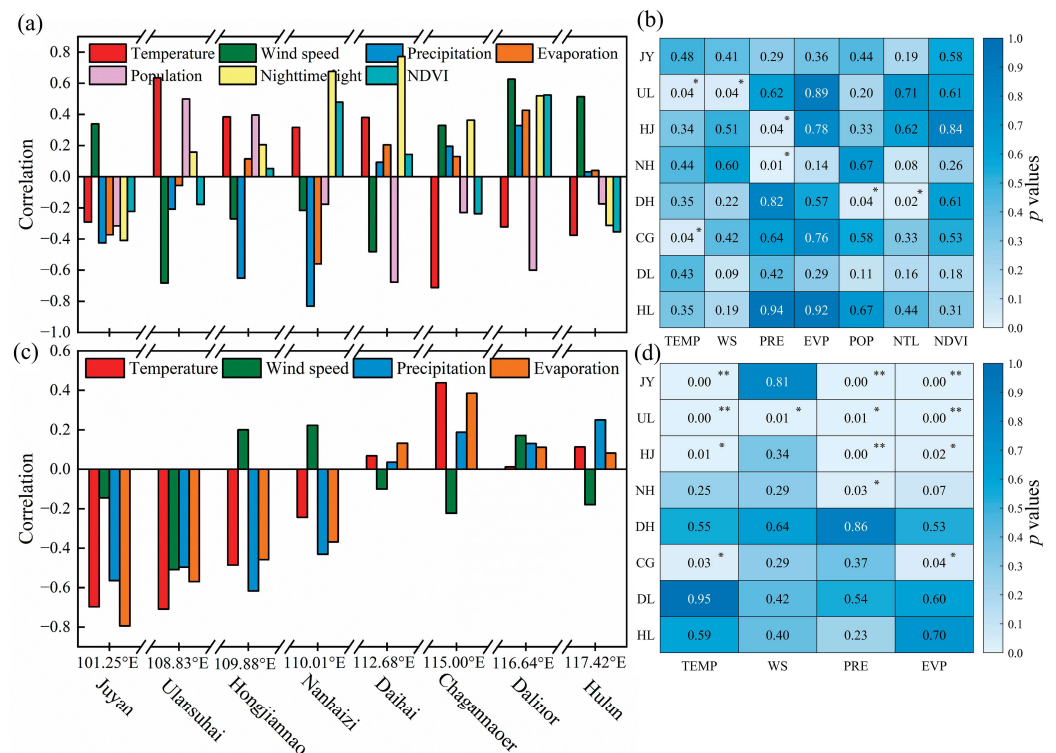 (a)
Temperature Wind speed Precipitation Evaporation
Population Nighttime light NDVI
Correlation
0.8
0.6
0.4
0.2
0.0
−0.2
−0.4
−0.6
−0.8
−1.0
(b)
JY 0.48 0.41 0.29 0.36 0.44 0.19 0.58
UL 0.04* 0.04* 0.62 0.89 0.20 0.71 0.61
HJ 0.34 0.51 0.04* 0.78 0.33 0.62 0.84
NH 0.44 0.60 0.01* 0.14 0.67 0.08 0.26
DH 0.35 0.22 0.82 0.57 0.04* 0.02* 0.61
CG 0.04* 0.42 0.64 0.76 0.58 0.33 0.53
DL 0.43 0.09 0.42 0.29 0.11 0.16 0.18
HL 0.35 0.19 0.94 0.92 0.67 0.44 0.31
TEMP WS PRE EVP POP NTL NDVI
1.0
0.9
0.8
0.7
0.6
0.5
0.4
0.3
0.2
0.1
0.0
p values
(c)
Temperature Wind speed Precipitation Evaporation
Correlation
0.6
0.4
0.2
0.0
−0.2
−0.4
−0.6
−0.8
101.25°E 108.83°E 109.88°E 110.01°E 112.68°E 115.00°E 116.64°E 117.42°E
Juyan Ulansuhai Hongjiannao Nanhaizi Daihai Chagannaoer Dalinor Hulun
(d)
JY 0.00** 0.81 0.00** 0.00**
UL 0.00** 0.01* 0.01* 0.00**
HJ 0.01* 0.34 0.00** 0.02*
NH 0.25 0.29 0.03* 0.07
DH 0.55 0.64 0.86 0.53
CG 0.03* 0.29 0.37 0.04*
DL 0.95 0.42 0.54 0.60
HL 0.59 0.40 0.23 0.70
TEMP WS PRE EVP
1.0
0.9
0.8
0.7
0.6
0.5
0.4
0.3
0.2
0.1
0.0
p values